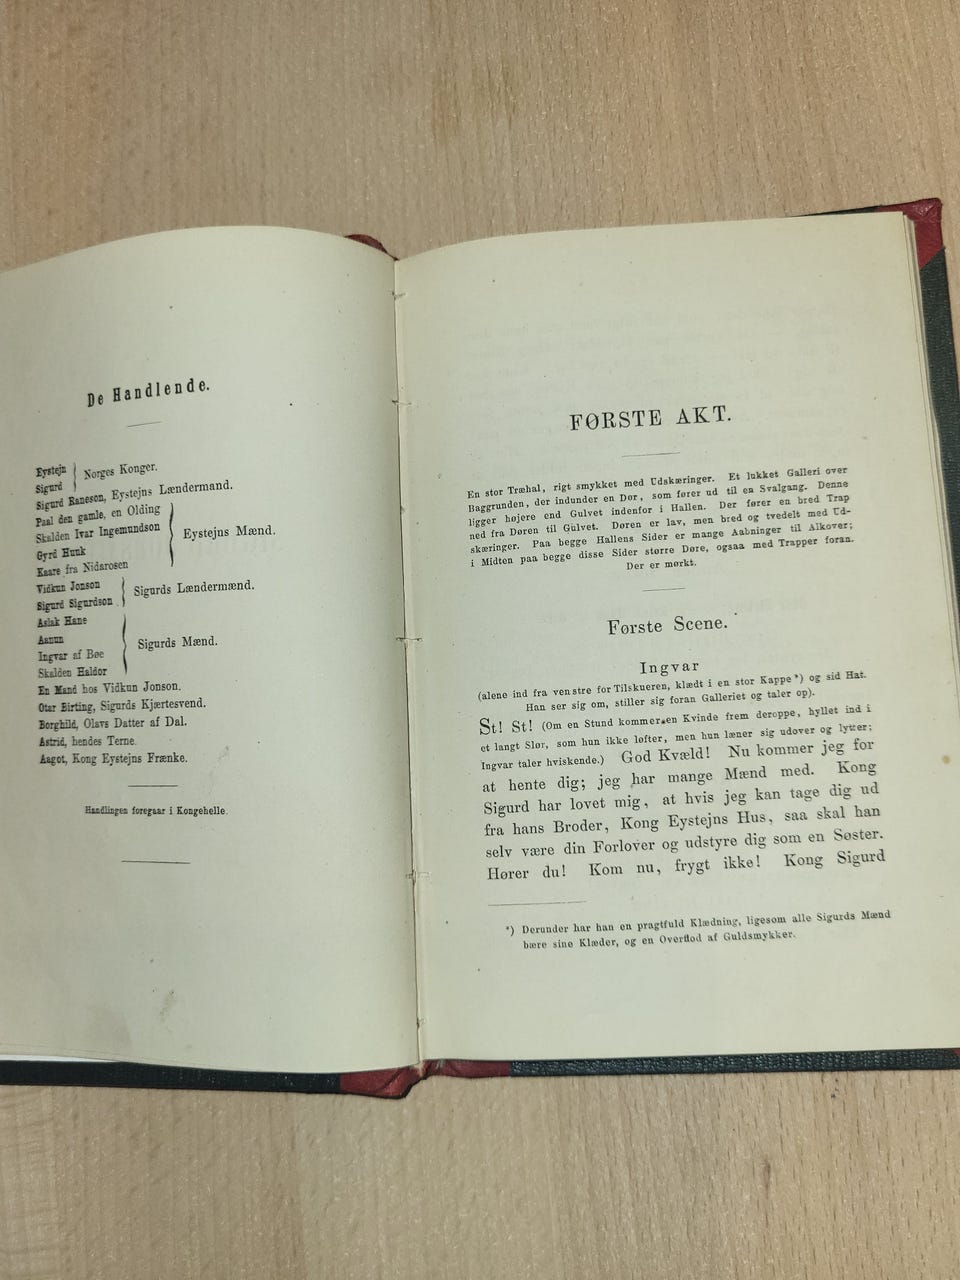 De Handlende.
Eystejn
Sigurd
Norges Konger.
Sigurd Raneson, Eystejns Lændermand.
Paal den gamle, en Olding
Skalden Ivar Ingemundson
Gyrd Hunk
Kaare fra Nidarosen
Eystejns Mænd.
Vidkun Jonson
Sigurd Sigurdson
Sigurds Lændermænd.
Aslak Hane
Aanun
Ingvar af Bøe
Skalden Haldor
Sigurds Mænd.
En Mand hos Vidkun Jonson.
Otar Birting, Sigurds Kjærtesvend.
Borghild, Olavs Datter af Dal.
Astrid, hendes Terne.
Aagot, Kong Eystejns Frænke.
Handlingen foregaar i Kongehelle.
FØRSTE AKT.
En stor Træhal, rigt smykket med Udskæringer. Et lukket Galleri over
Baggrunden, der indunder en Dør, som fører ud til en Svalgang. Denne
ligger højere end Gulvet indenfor i Hallen. Der fører en bred Trap
ned fra Døren til Gulvet. Døren er lav, men bred og tvedelt med Ud-
skæringer. Paa begge Hallens Sider er mange Aabninger til Alkover;
i Midten paa begge disse Sider større Døre, ogsaa med Trapper foran.
Der er mørkt.
Første Scene.
Ingvar
(alene ind fra venstre for Tilskueren, klædt i en stor Kappe*) og sid Hat.
Han ser sig om, stiller sig foran Galleriet og taler op).
St! St! (Om en Stund kommer en Kvinde frem deroppe, hyllet ind i
et langt Slør, som hun ikke løfter, men hun læner sig udover og lytter;
Ingvar taler hviskende.) God Kvæld! Nu kommer jeg for
at hente dig; jeg har mange Mænd med. Kong
Sigurd har lovet mig, at hvis jeg kan tage dig ud
fra hans Broder, Kong Eystejns Hus, saa skal han
selv være din Forlover og udstyre dig som en Søster.
Hører du! Kom nu, frygt ikke! Kong Sigurd
*) Derunder har han en pragtfuld Klædning, ligesom alle Sigurds Mænd
bære sine Klæder, og en Overflod af Guldsmykker.